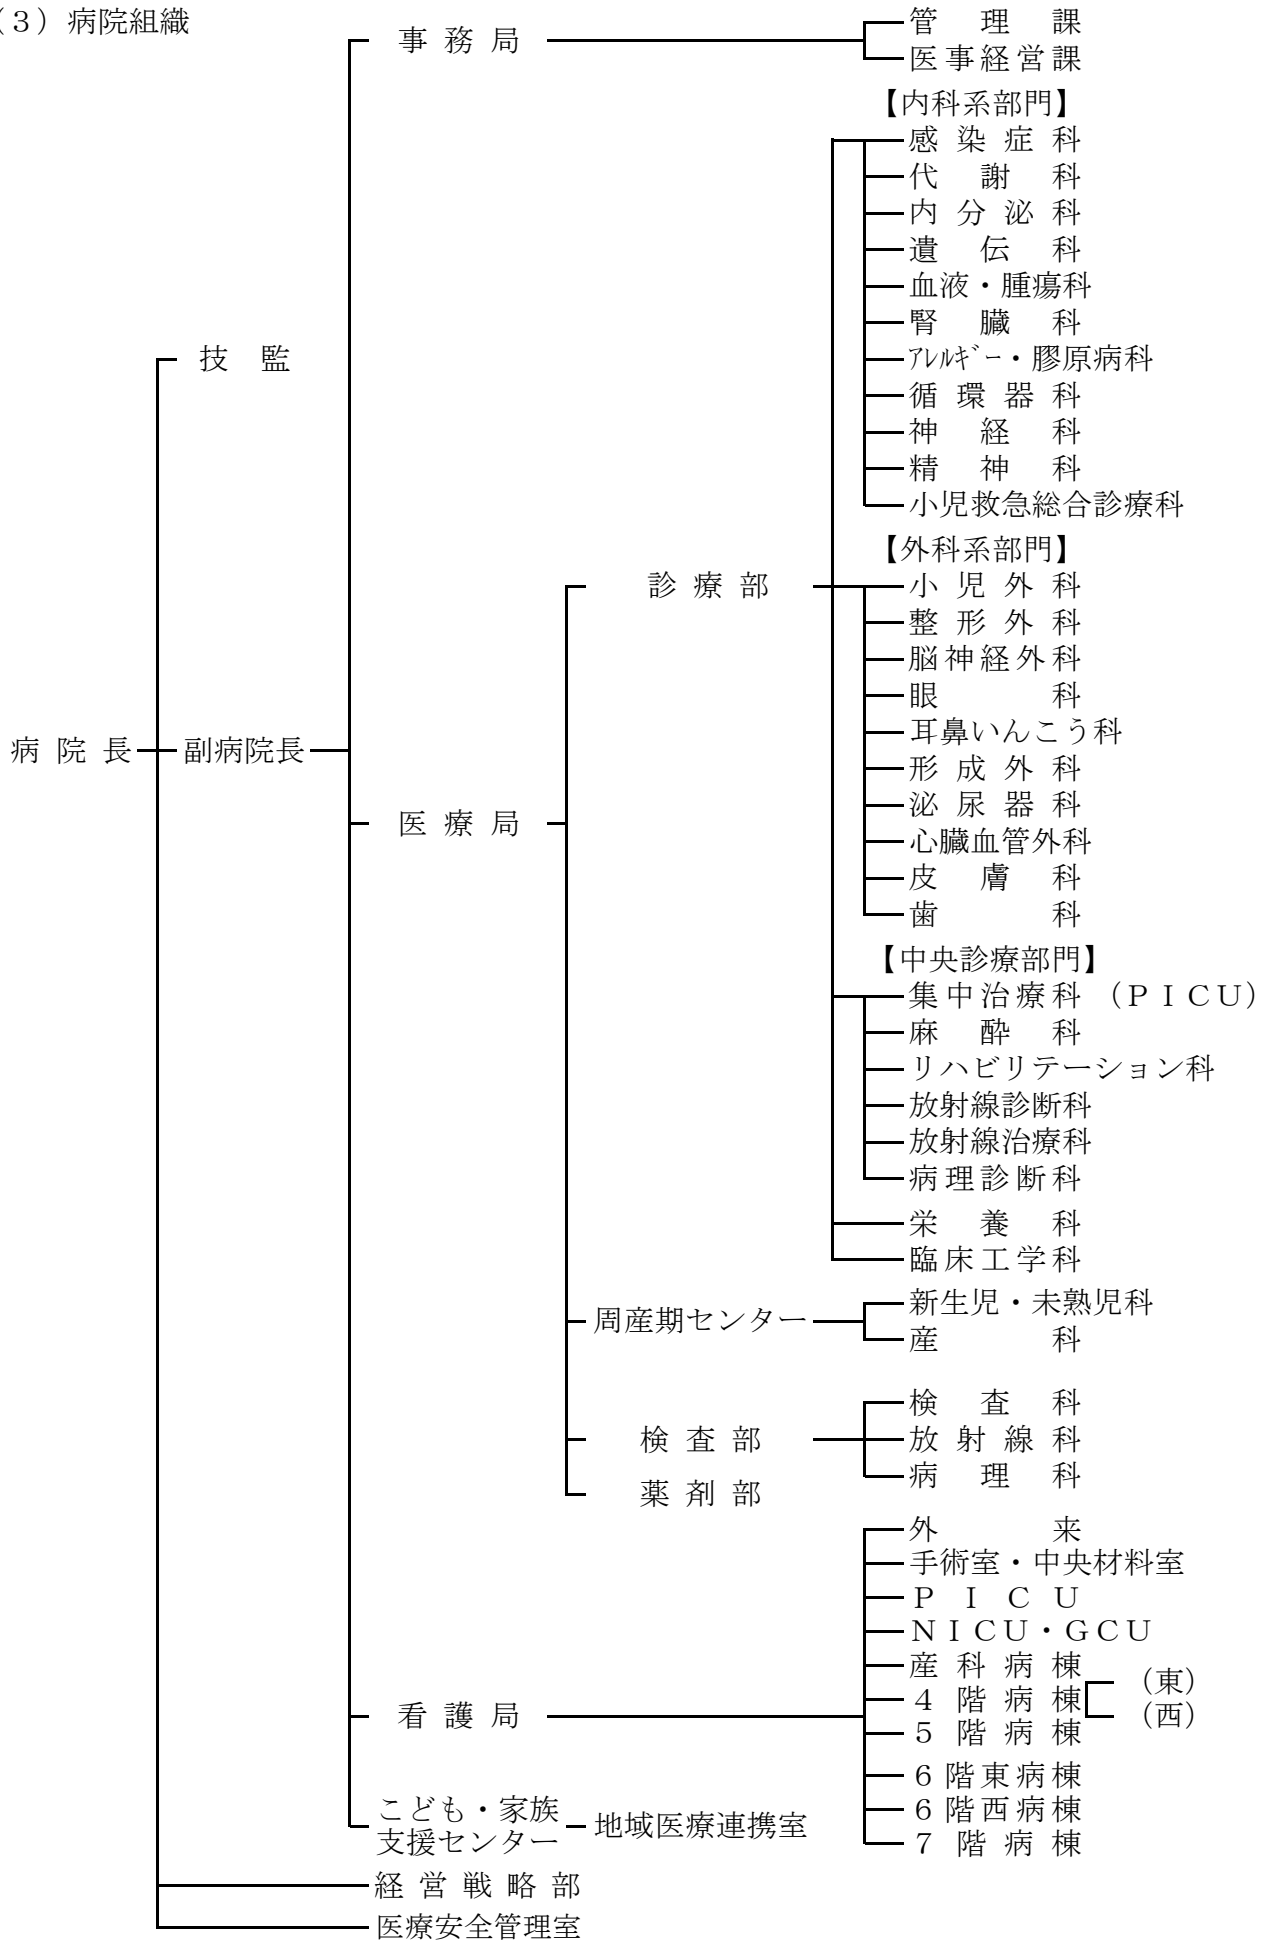 （３）病院組織
事務局
管理課
医事経営課
【内科系部門】
感染症科
代謝科
内分泌科
遺伝科
血液・腫瘍科
腎臓科
技監
ｱﾚﾙｷﾞｰ・膠原病科
循環器科
神経科
精神科
小児救急総合診療科
【外科系部門】
診療部
小児外科
整形外科
脳神経外科
眼科
耳鼻いんこう科
病院長
副病院長
形成外科
泌尿器科
医療局
心臓血管外科
皮膚科
歯科
【中央診療部門】
集中治療科（ＰＩＣＵ）
麻酔科
リハビリテーション科
放射線診断科
放射線治療科
病理診断科
栄養科
臨床工学科
周産期センター
新生児・未熟児科
産科
検査部
検査科
放射線科
病理科
薬剤部
外来
手術室・中央材料室
ＰＩＣＵ
ＮＩＣＵ・ＧＣＵ
産科病棟
看護局
４階病棟
（東）
（西）
５階病棟
６階東病棟
６階西病棟
７階病棟
こども・家族
支援センター
地域医療連携室
経営戦略部
医療安全管理室